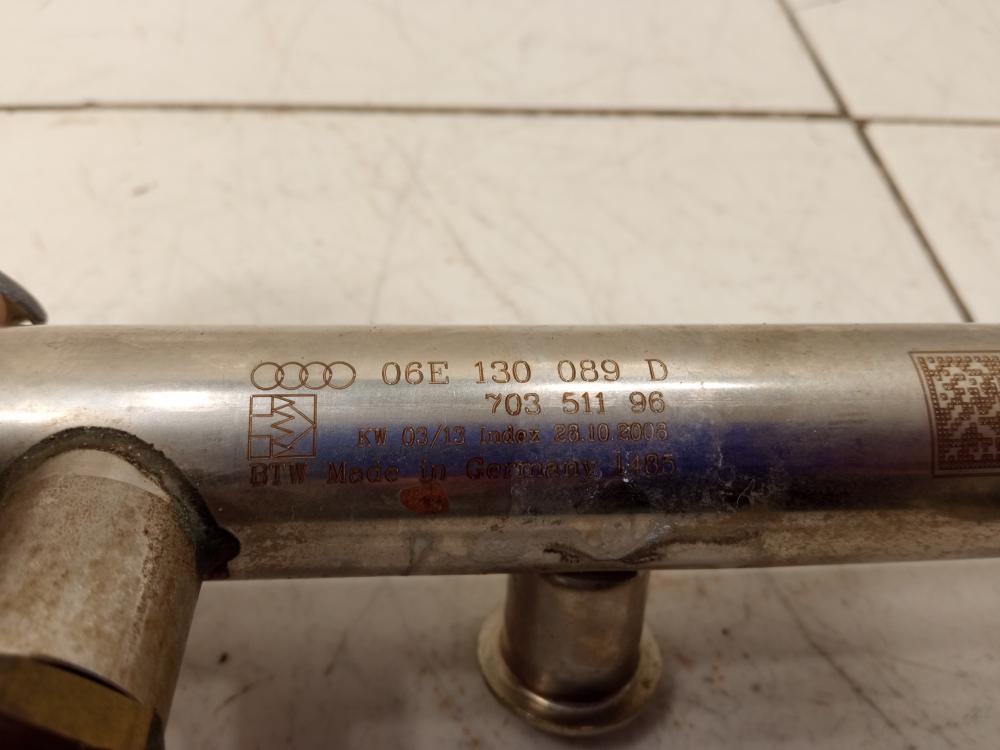 06E 130 089 D
703 511 96
KW 03/13 Index 28.10.2008
BTW Made in Germany 1485